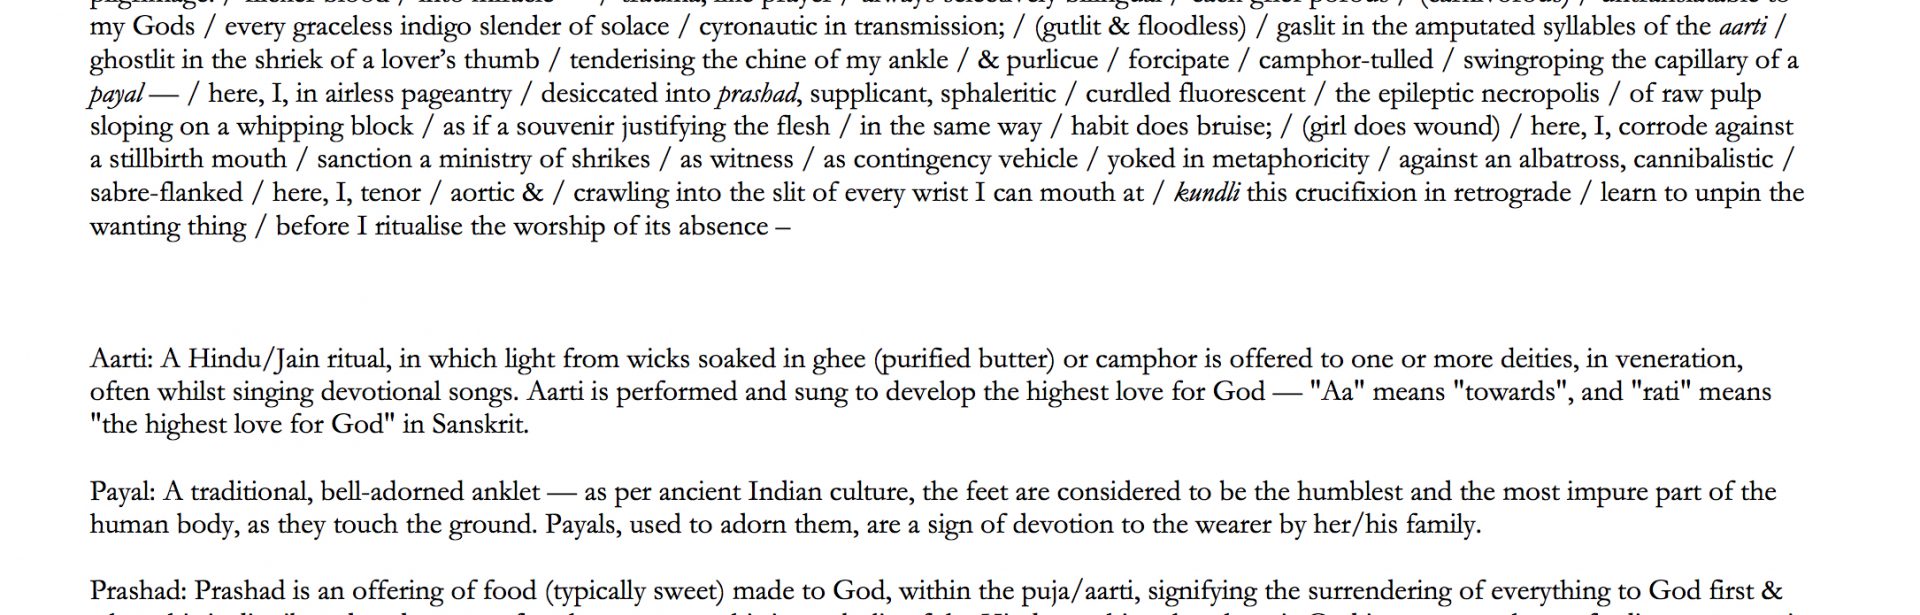 my Gods / every graceless indigo slender of solace / cyronautic in transmission; / (gutlit & floodless) / gaslit in the amputated syllables of the aarti /
ghostlit in the shriek of a lover's thumb / tenderising the chine of my ankle / & purlicue / forcipate / camphor-tulled / swingroping the capillary of a
payal — / here, I, in airless pageantry / desiccated into prashad, supplicant, sphaleritic / curdled fluorescent / the epileptic necropolis / of raw pulp
sloping on a whipping block / as if a souvenir justifying the flesh / in the same way / habit does bruise; / (girl does wound) / here, I, corrode against
a stillbirth mouth / sanction a ministry of shrikes / as witness / as contingency vehicle / yoked in metaphoricity / against an albatross, cannibalistic /
sabre-flanked / here, I, tenor / aortic & / crawling into the slit of every wrist I can mouth at / kundli this crucifixion in retrograde / learn to unpin the
wanting thing / before I ritualise the worship of its absence –
Aarti: A Hindu/Jain ritual, in which light from wicks soaked in ghee (purified butter) or camphor is offered to one or more deities, in veneration,
often whilst singing devotional songs. Aarti is performed and sung to develop the highest love for God — "Aa" means "towards", and "rati" means
"the highest love for God" in Sanskrit.
Payal: A traditional, bell-adorned anklet — as per ancient Indian culture, the feet are considered to be the humblest and the most impure part of the
human body, as they touch the ground. Payals, used to adorn them, are a sign of devotion to the wearer by her/his family.
Prashad: Prashad is an offering of food (typically sweet) made to God, within the puja/aarti, signifying the surrendering of everything to God first &